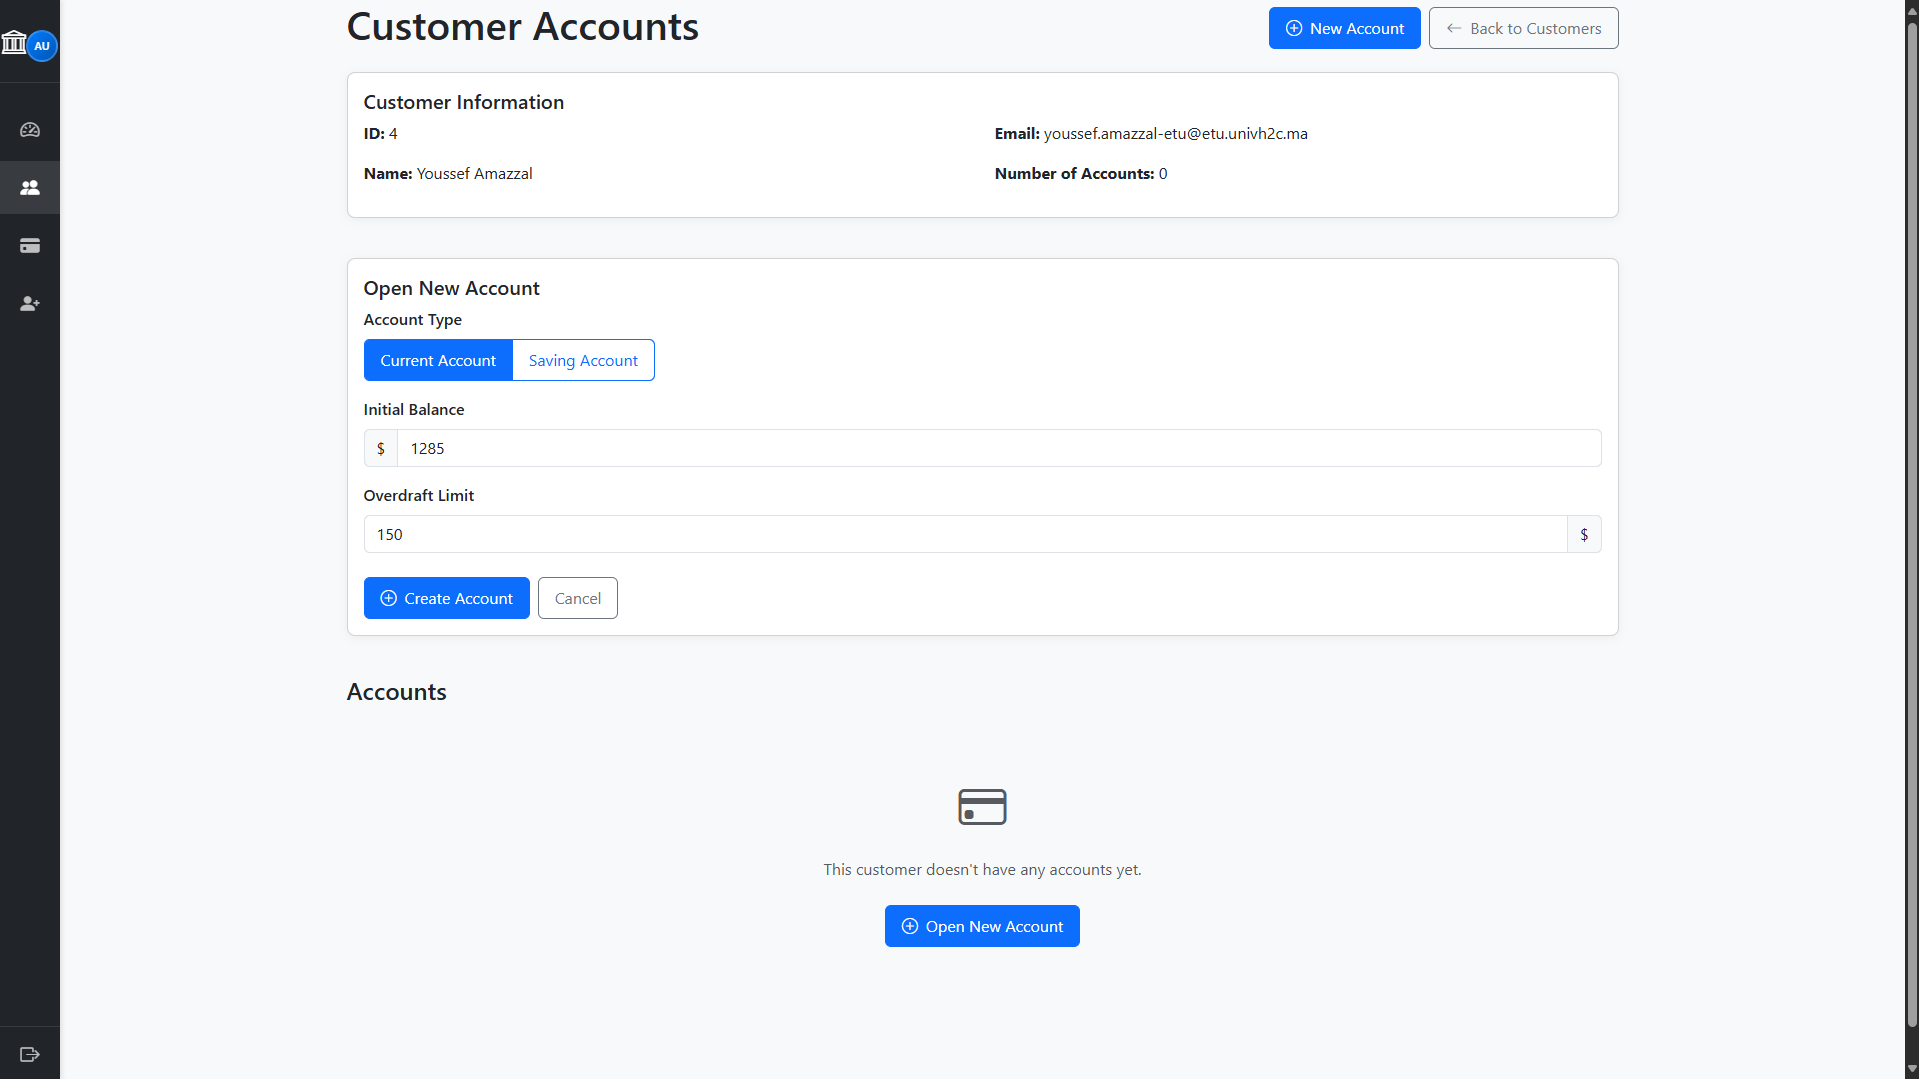 AU
Customer Accounts
New Account
Back to Customers
Customer Information
ID: 4
Email: youssef.amazzal-etu@etu.univh2c.ma
Name: Youssef Amazzal
Number of Accounts: 0
Open New Account
Account Type
Current Account
Saving Account
Initial Balance
$ 1285
Overdraft Limit
150 $
Create Account
Cancel
Accounts
This customer doesn't have any accounts yet.
Open New Account